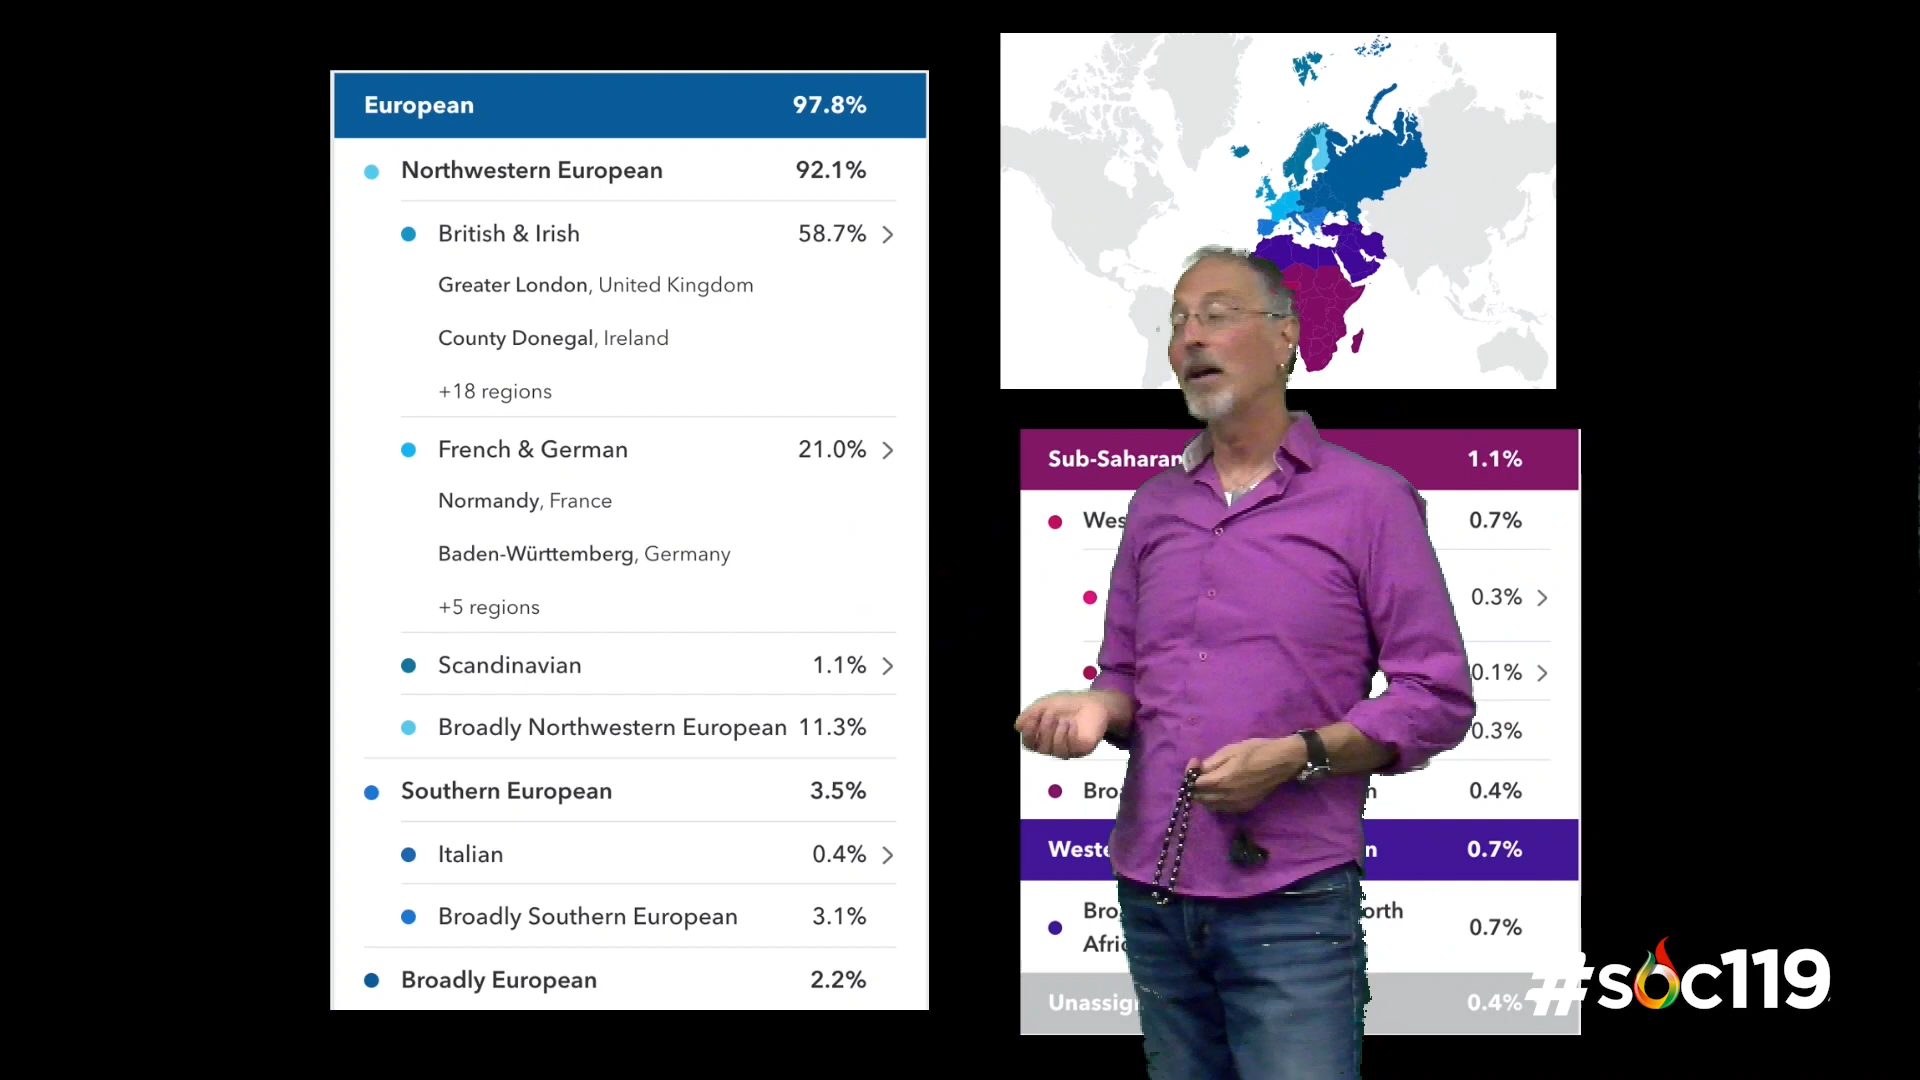 European 97.8%
Northwestern European 92.1%
British & Irish 58.7%
Greater London, United Kingdom
County Donegal, Ireland
+18 regions
French & German 21.0%
Normandy, France
Baden-Württemberg, Germany
+5 regions
Scandinavian 1.1%
Broadly Northwestern European 11.3%
Southern European 3.5%
Italian 0.4%
Broadly Southern European 3.1%
Broadly European 2.2%
Sub-Saharan 1.1%
0.7%
0.3%
0.1%
0.3%
0.4%
0.7%
0.7%
0.4%
#soc119